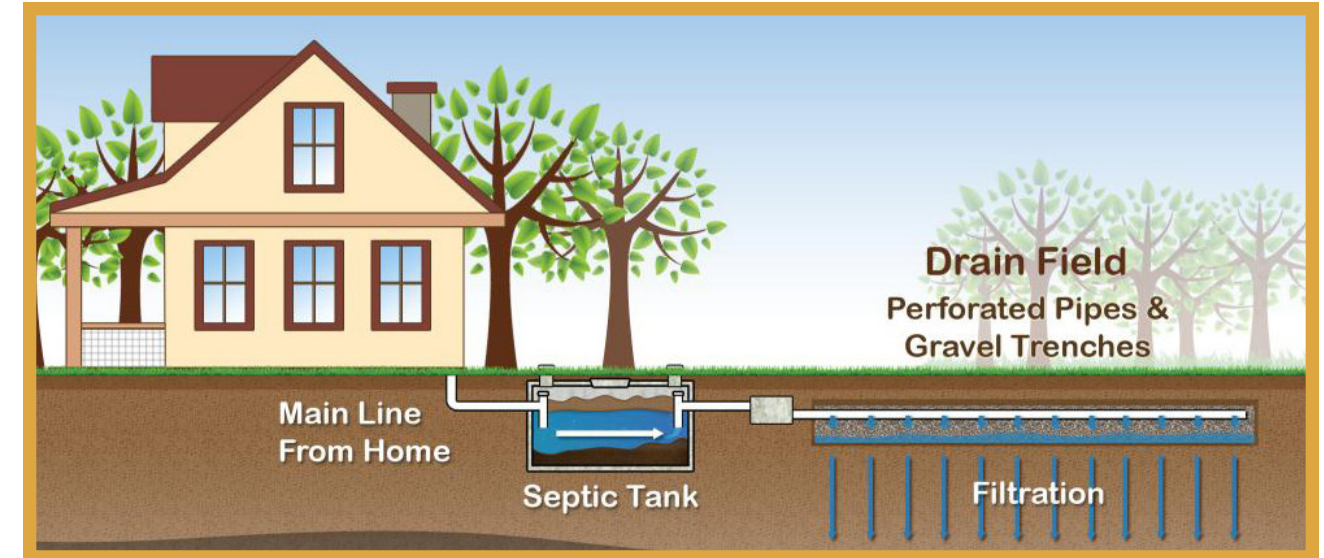 Drain Field
Perforated Pipes &
Gravel Trenches
Main Line
From Home
Septic Tank
Filtration